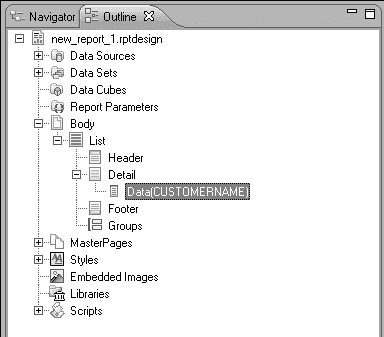 Navigator Outline
new_report_1.rptdesign
Data Sources
Data Sets
Data Cubes
Report Parameters
Body
List
Header
Detail
Data(CUSTOMERNAME)
Footer
Groups
MasterPages
Styles
Embedded Images
Libraries
Scripts